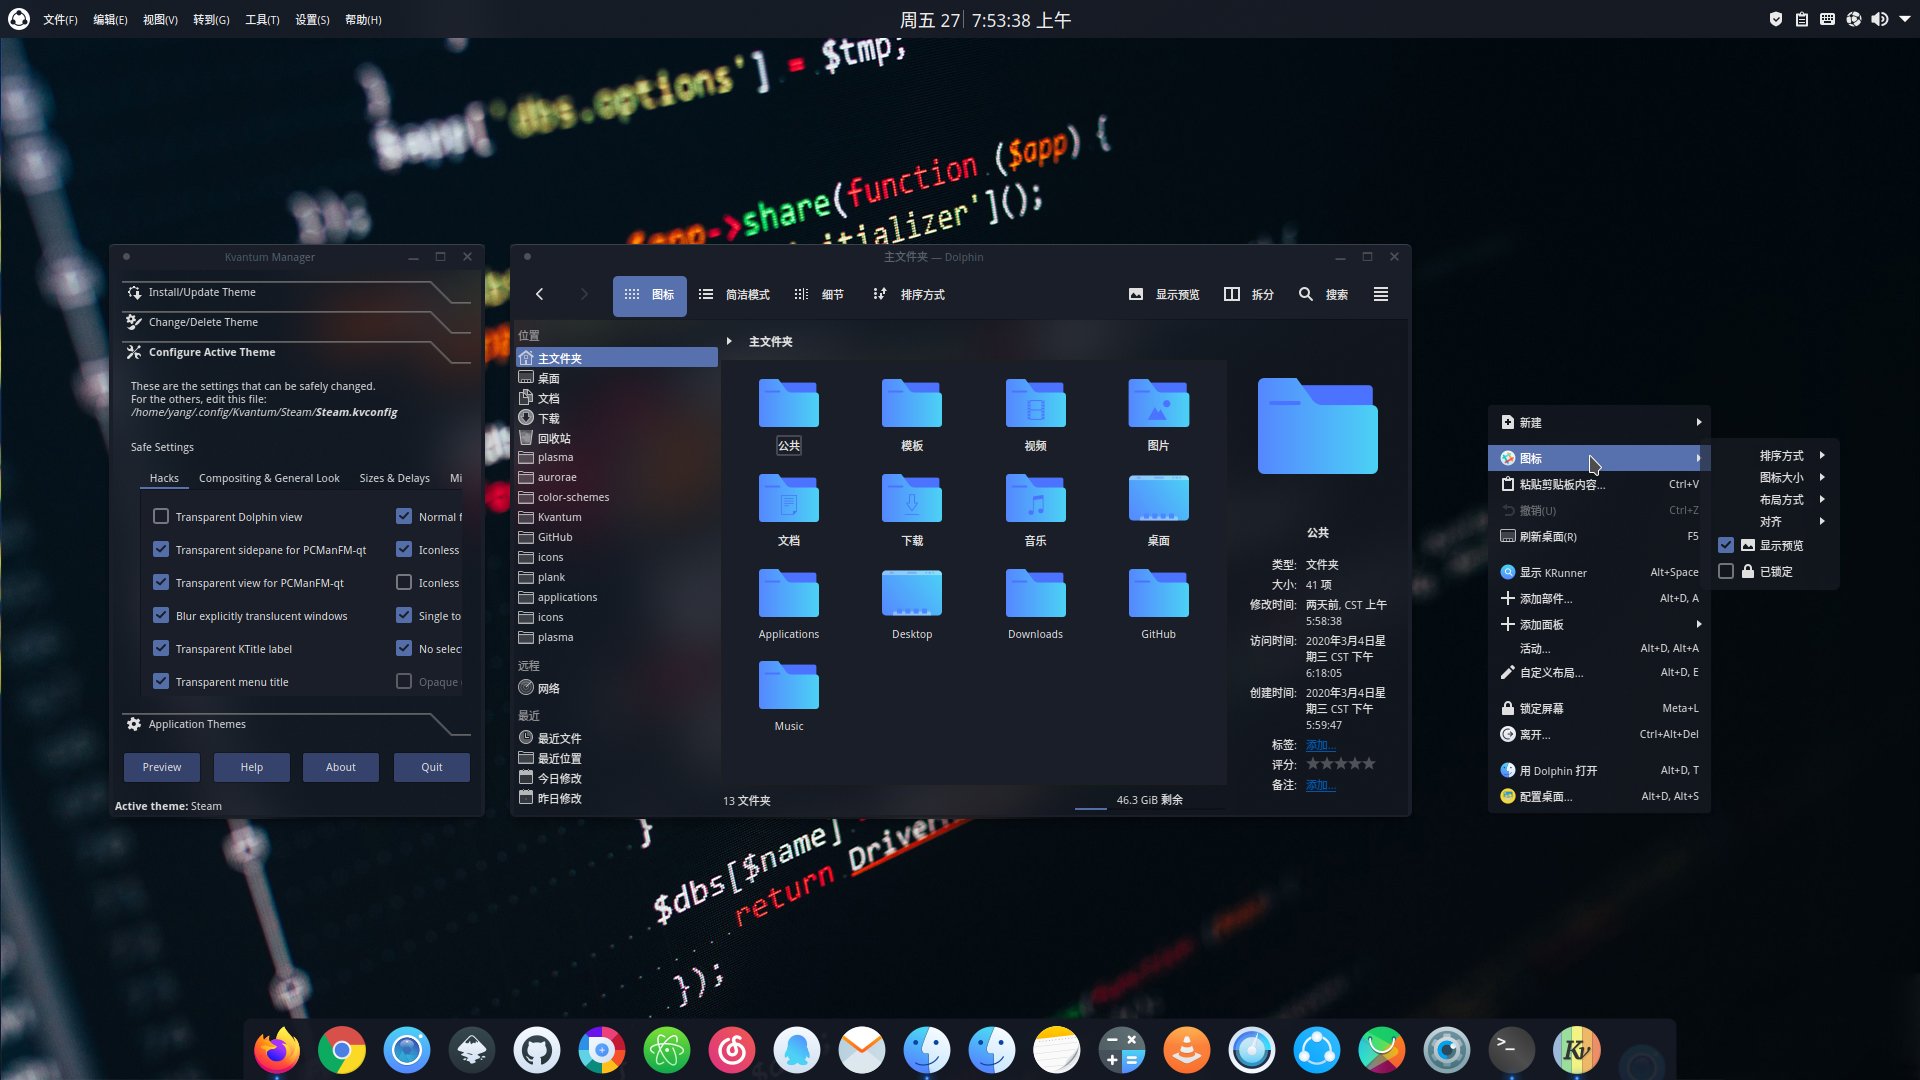 文件(F) 编辑(E) 视图(V) 转到(G) 工具(T) 设置(S) 帮助(H)
周五 27 7:53:38 上午
$tmp;
'dbs.options'] = $tmp;
share(function ($app) {
itializer']();
}
$dbs[$name]
return Driver
});
Kvantum Manager
Install/Update Theme
Change/Delete Theme
Configure Active Theme
These are the settings that can be safely changed.
For the others, edit this file:
/home/yang/.config/Kvantum/Steam/Steam.kvconfig
Safe Settings
Hacks Compositing & General Look Sizes & Delays Mi
Transparent Dolphin view Normal f
Transparent sidepane for PCManFM-qt Iconless
Transparent view for PCManFM-qt Iconless
Blur explicitly translucent windows Single to
Transparent KTitle label No selec
Transparent menu title Opaque
Application Themes
Preview Help About Quit
Active theme: Steam
主文件夹 — Dolphin
图标 简洁模式 细节 排序方式 显示预览 拆分 搜索
位置
主文件夹
桌面
文档
下载
回收站
plasma
aurorae
color-schemes
Kvantum
GitHub
icons
plank
applications
icons
plasma
远程
网络
最近
最近文件
最近位置
今日修改
昨日修改
主文件夹
公共 模板 视频 图片
文档 下载 音乐 桌面
Applications Desktop Downloads GitHub
Music
13 文件夹 46.3 GiB 剩余
公共
类型: 文件夹
大小: 41 项
修改时间: 两天前, CST 上午
5:58:38
访问时间: 2020年3月4日星
期三 CST 下午
6:18:05
创建时间: 2020年3月4日星
期三 CST 下午
5:59:47
标签: 添加...
评分:
备注: 添加...
新建
图标
粘贴剪贴板内容... Ctrl+V
撤销(U) Ctrl+Z
刷新桌面(R) F5
显示 KRunner Alt+Space
添加部件... Alt+D, A
添加面板
活动... Alt+D, Alt+A
自定义布局... Alt+D, E
锁定屏幕 Meta+L
离开... Ctrl+Alt+Del
用 Dolphin 打开 Alt+D, T
配置桌面... Alt+D, Alt+S
排序方式
图标大小
布局方式
对齐
显示预览
已锁定
>_
Kv